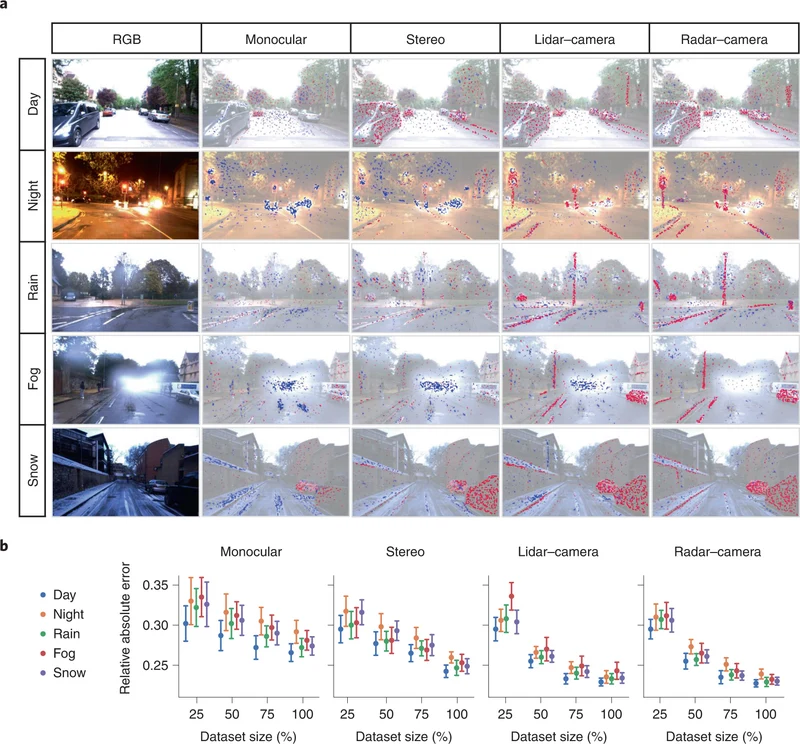 a
RGB Monocular Stereo Lidar–camera Radar–camera
Day
Night
Rain
Fog
Snow
b
Monocular Stereo Lidar–camera Radar–camera
Day
Night
Rain
Fog
Snow
Relative absolute error
0.35
0.30
0.25
25 50 75 100 25 50 75 100 25 50 75 100 25 50 75 100
Dataset size (%) Dataset size (%) Dataset size (%) Dataset size (%)